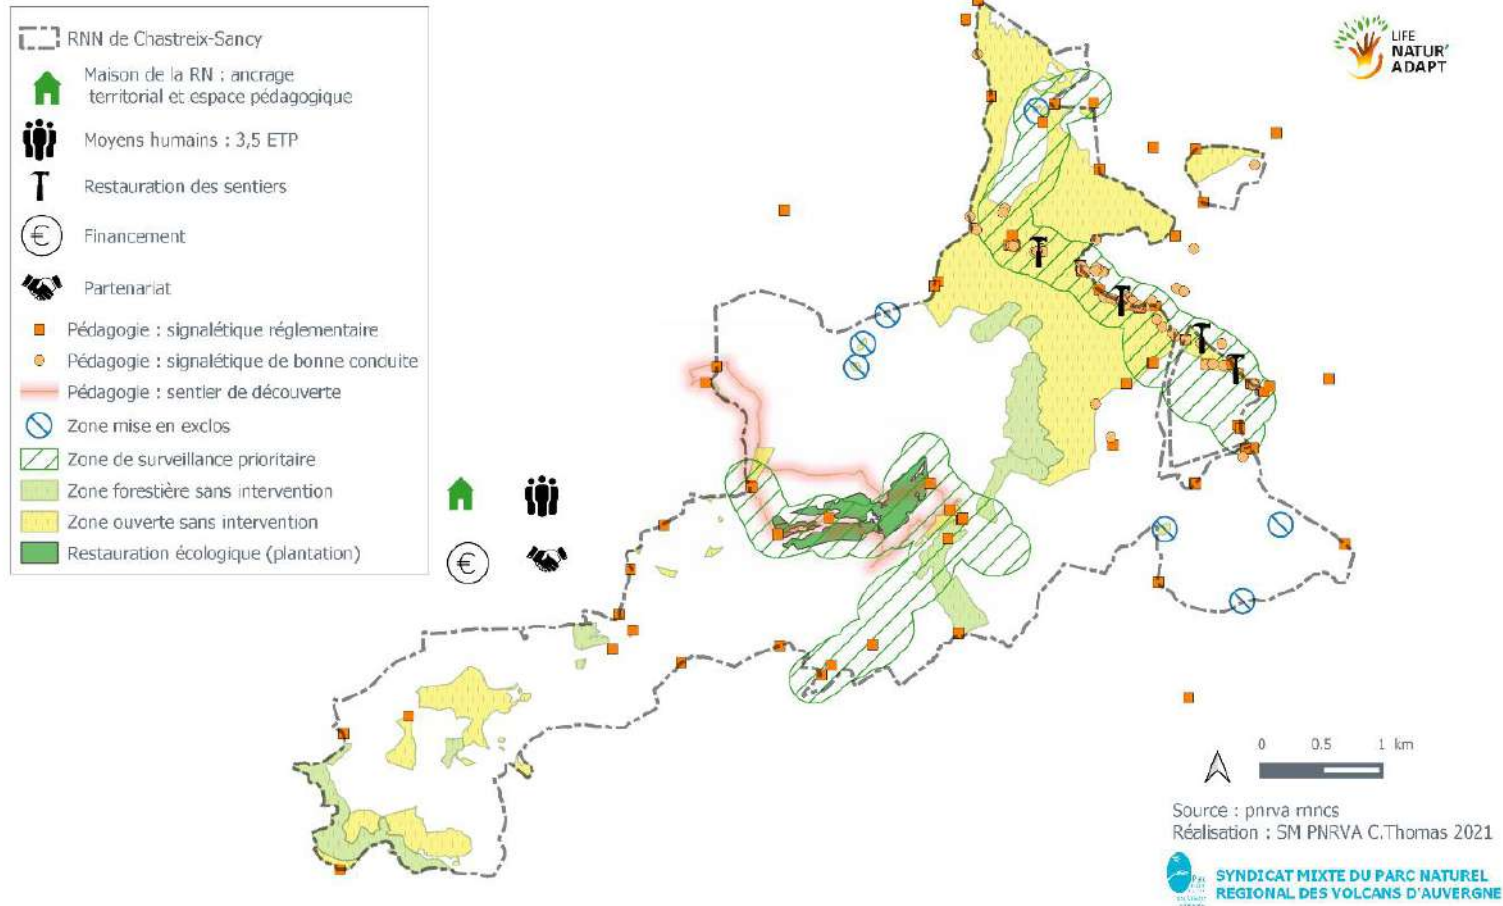 RNN de Chastreix-Sancy
Maison de la RN : ancrage
territorial et espace pédagogique
Moyens humains : 3,5 ETP
Restauration des sentiers
€
Financement
Partenariat
Pédagogie : signalétique réglementaire
Pédagogie : signalétique de bonne conduite
Pédagogie : sentier de découverte
Zone mise en exclos
Zone de surveillance prioritaire
Zone forestière sans intervention
Zone ouverte sans intervention
Restauration écologique (plantation)
€
LIFE
NATUR'
ADAPT
0 0.5 1 km
Source : pnrva rnncs
Réalisation : SM PNRVA C.Thomas 2021
SYNDICAT MIXTE DU PARC NATUREL
REGIONAL DES VOLCANS D'AUVERGNE